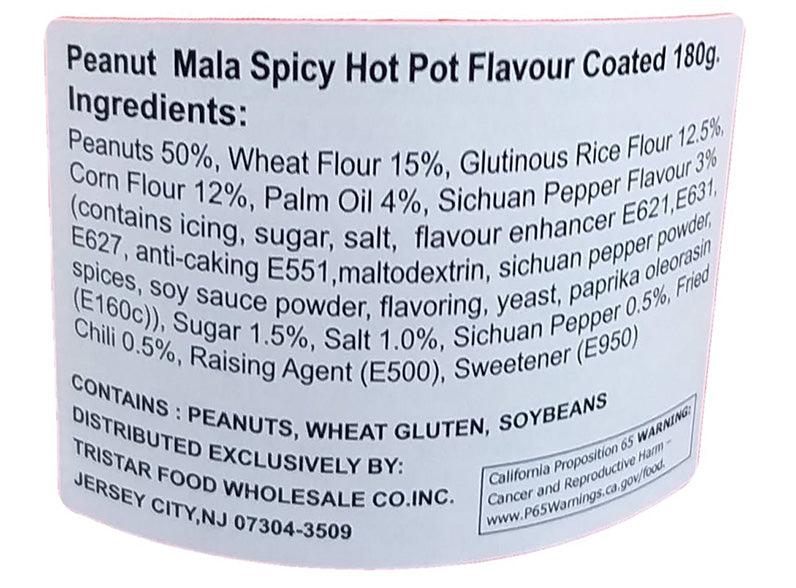 Peanut Mala Spicy Hot Pot Flavour Coated 180g.
Ingredients:
Peanuts 50%, Wheat Flour 15%, Glutinous Rice Flour 12.5%,
Corn Flour 12%, Palm Oil 4%, Sichuan Pepper Flavour 3%
(contains icing, sugar, salt, flavour enhancer E621,E631,
E627, anti-caking E551,maltodextrin, sichuan pepper powder,
spices, soy sauce powder, flavoring, yeast, paprika oleorasin
(E160c)), Sugar 1.5%, Salt 1.0%, Sichuan Pepper 0.5%, Fried
Chili 0.5%, Raising Agent (E500), Sweetener (E950)
CONTAINS : PEANUTS, WHEAT GLUTEN, SOYBEANS
DISTRIBUTED EXCLUSIVELY BY:
TRISTAR FOOD WHOLESALE CO.INC.
JERSEY CITY,NJ 07304-3509
California Proposition 65 WARNING:
Cancer and Reproductive Harm –
www.P65Warnings.ca.gov/food.